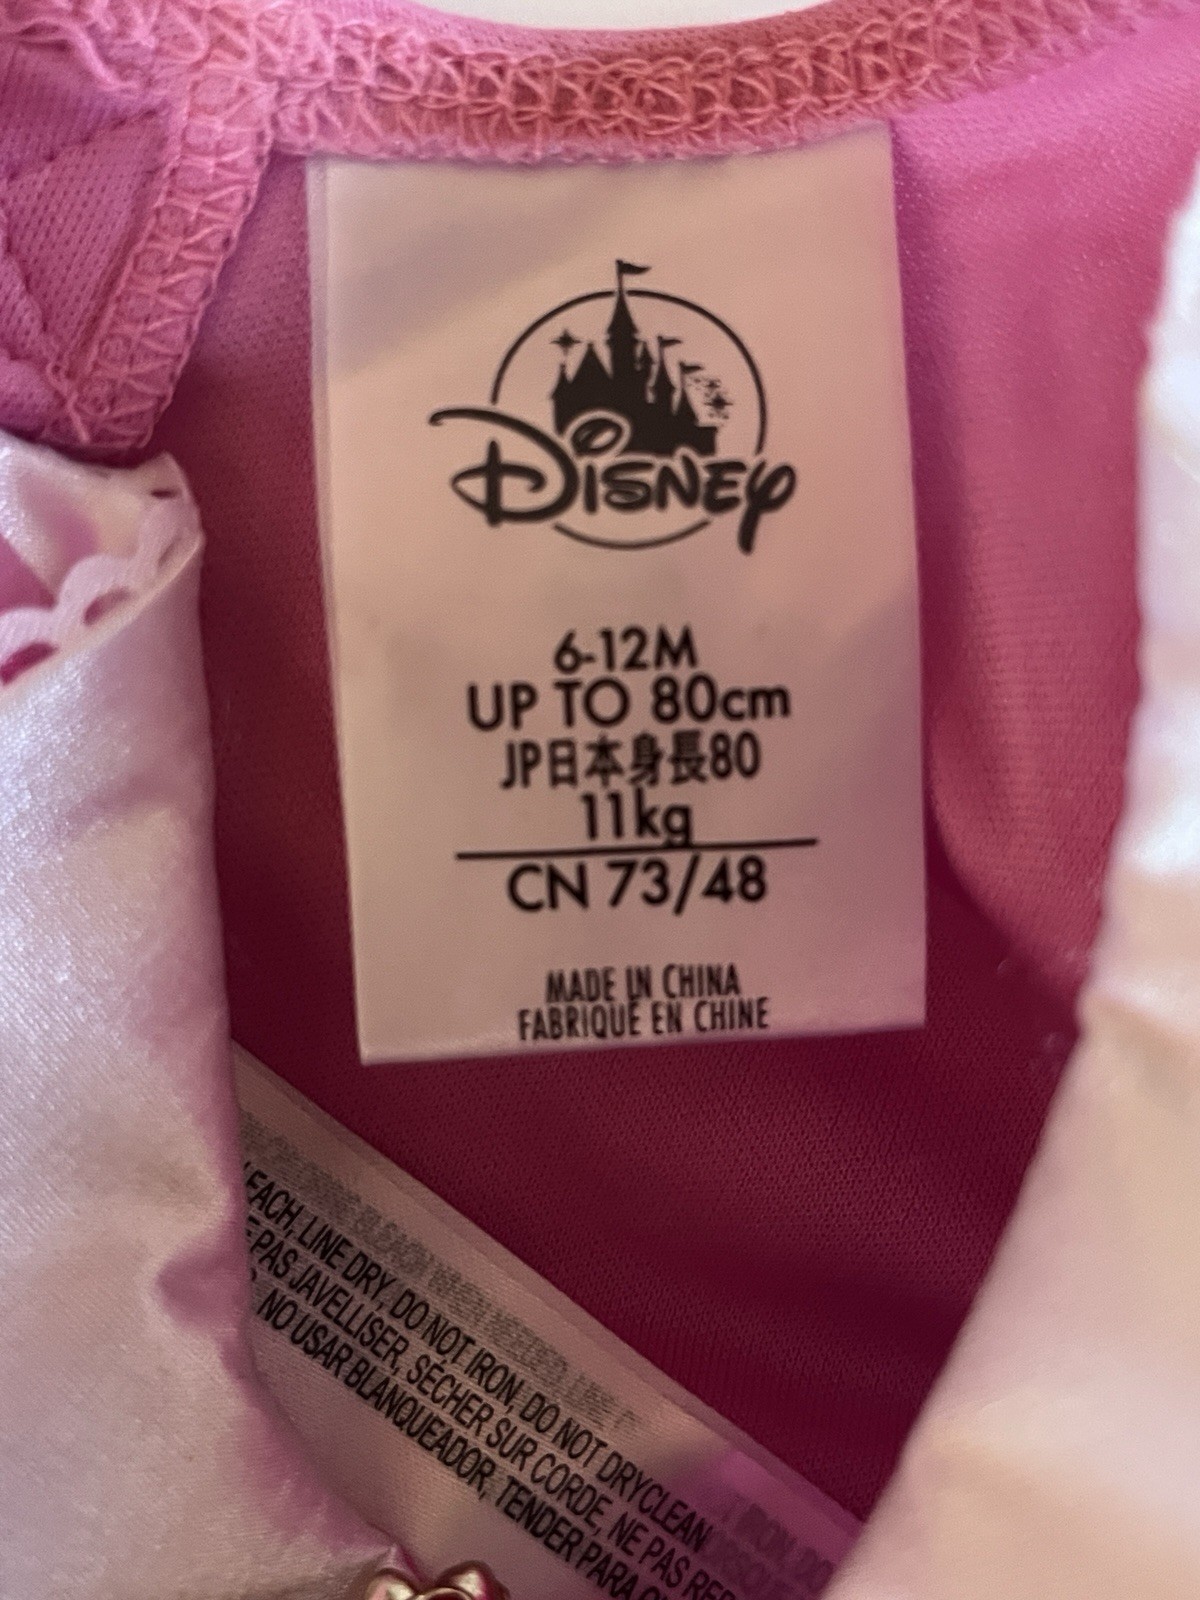 Disney
6-12M
UP TO 80cm
JP日本身長80
11kg
CN 73/48
MADE IN CHINA
FABRIQUÉ EN CHINE
LINE DRY, DO NOT IRON, DO NOT DRYCLEAN
PAS JAVELLISER, SÉCHER SUR CORDE, NE PAS
NO USAR BLANQUEADOR, TENDER PARA